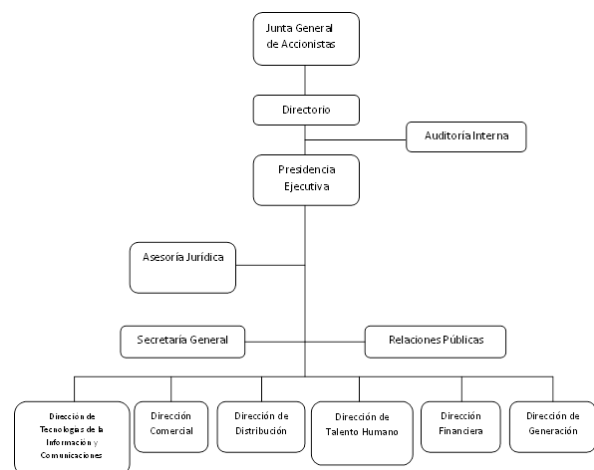 Junta General
de Accionistas
Directorio
Auditoría Interna
Presidencia
Ejecutiva
Asesoría Jurídica
Secretaría General
Relaciones Públicas
Dirección de
Tecnologías de la
Información y
Comunicaciones
Dirección
Comercial
Dirección de
Distribución
Dirección de
Talento Humano
Dirección
Financiera
Dirección de
Generación